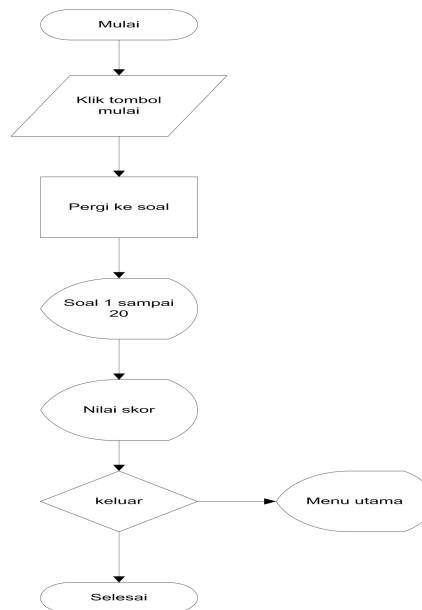 Mulai
Klik tombol
mulai
Pergi ke soal
Soal 1 sampai
20
Nilai skor
keluar
Menu utama
Selesai